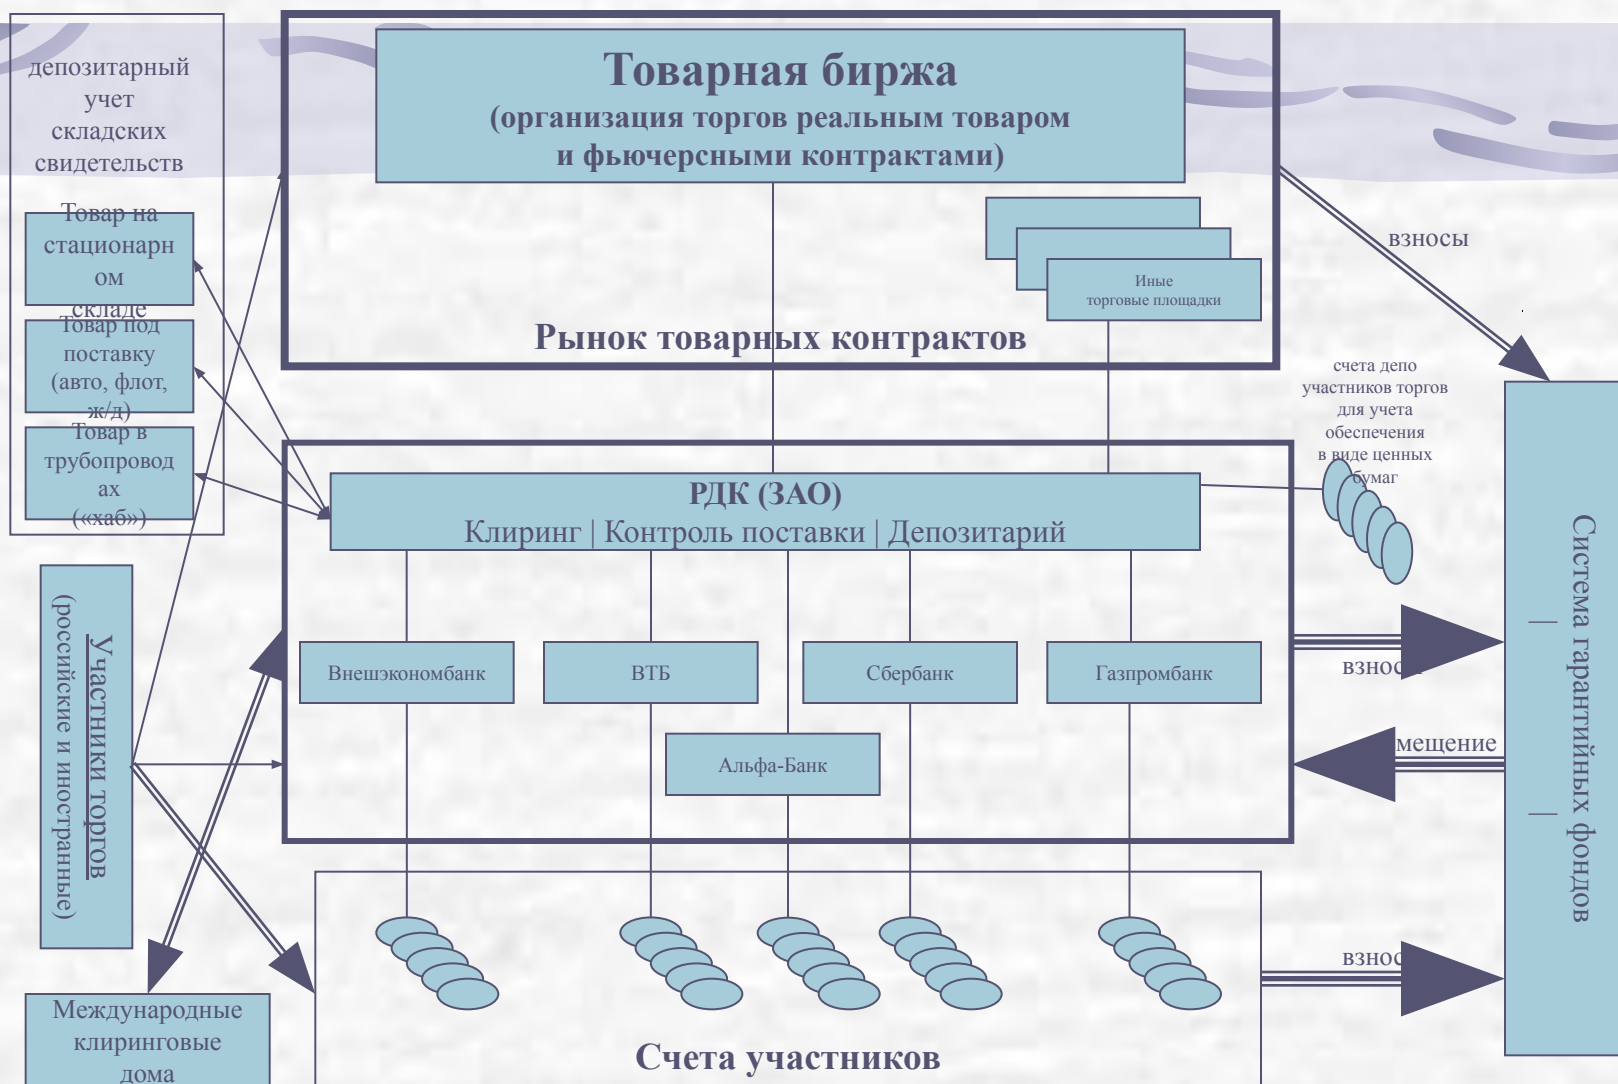 депозитарный
учет
складских
свидетельств
Товар на
стационарн
ом
складе
Товар под
поставку
(авто, флот,
ж/д)
Товар в
трубопровод
ах
(«хаб»)
Товарная биржа
(организация торгов реальным товаром
и фьючерсными контрактами)
Иные
торговые площадки
Рынок товарных контрактов
взносы
счета депо
участников торгов
для учета
обеспечения
в виде ценных
бумаг
РДК (ЗАО)
Клиринг | Контроль поставки | Депозитарий
Внешэкономбанк
ВТБ
Сбербанк
Газпромбанк
Альфа-Банк
Участники торгов
(российские и иностранные)
взнос
мещение
взнос
Система гарантийных фондов
Международные
клиринговые
дома
Счета участников